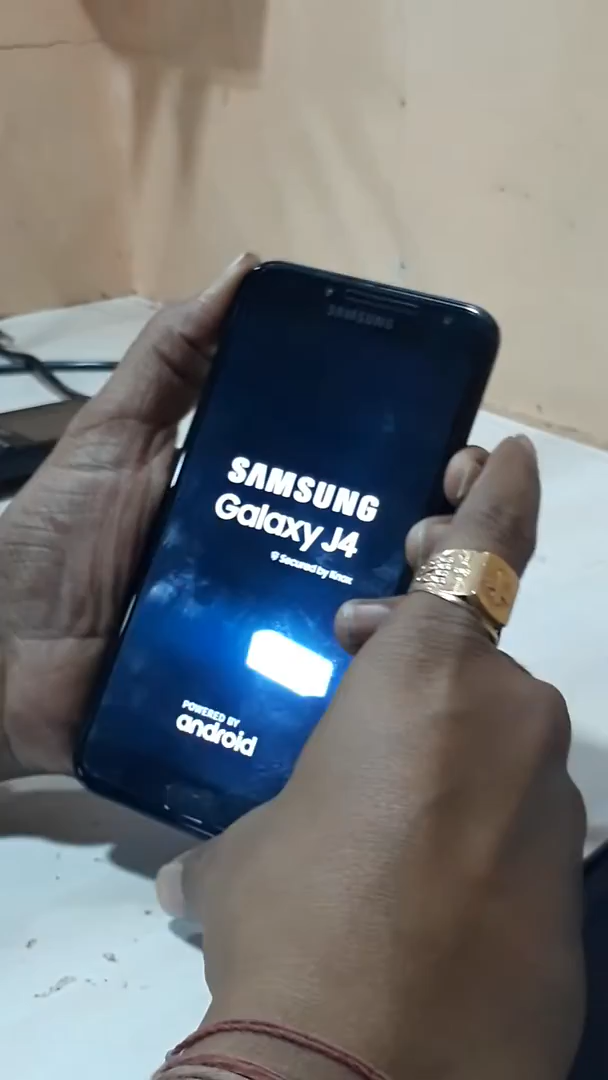 SAMSUNG
SAMSUNG
Galaxy J4
Secured by Knox
POWERED BY
android